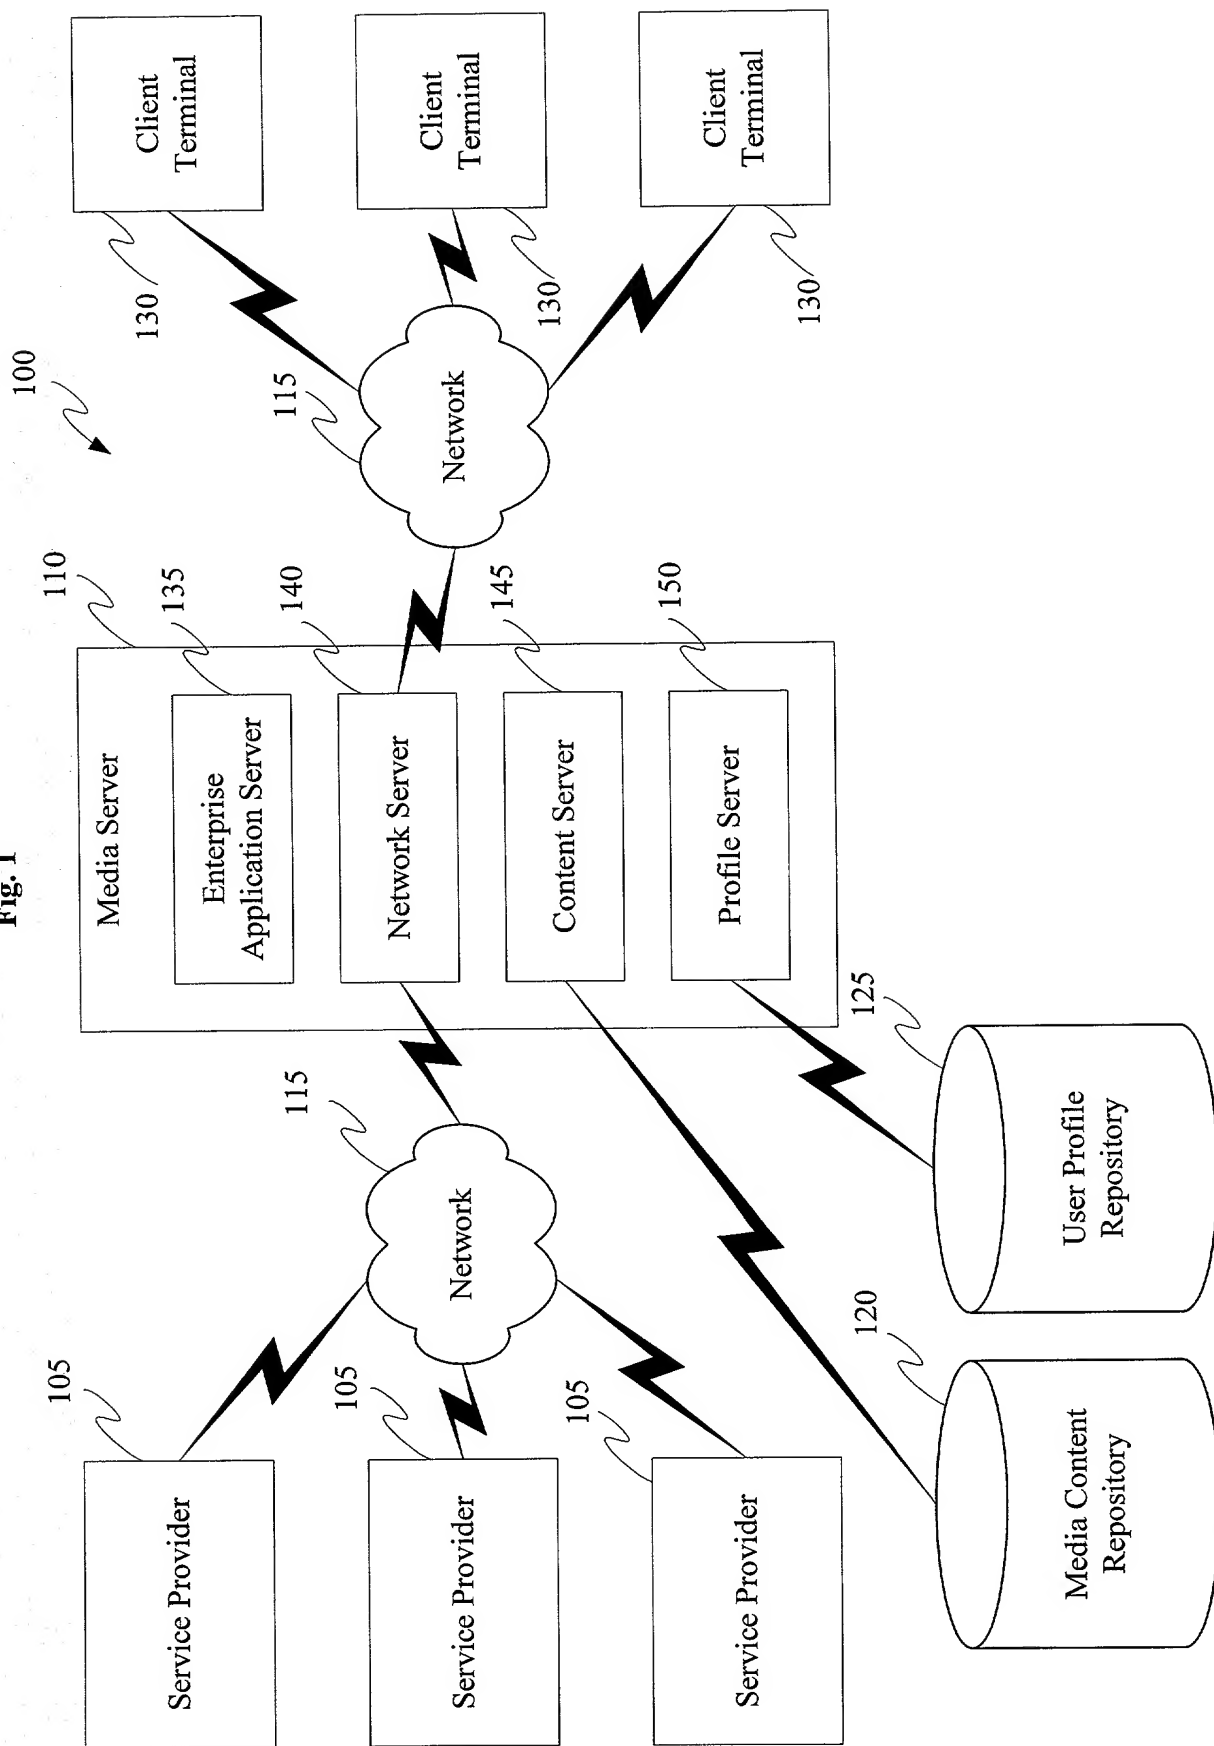 Fig. 1
100
Service Provider
105
Service Provider
105
Service Provider
105
Network
115
Media Server
110
Enterprise
Application Server
135
Network Server
140
Content Server
145
Profile Server
150
Network
115
Client
Terminal
130
Client
Terminal
130
Client
Terminal
130
Media Content
Repository
120
User Profile
Repository
125